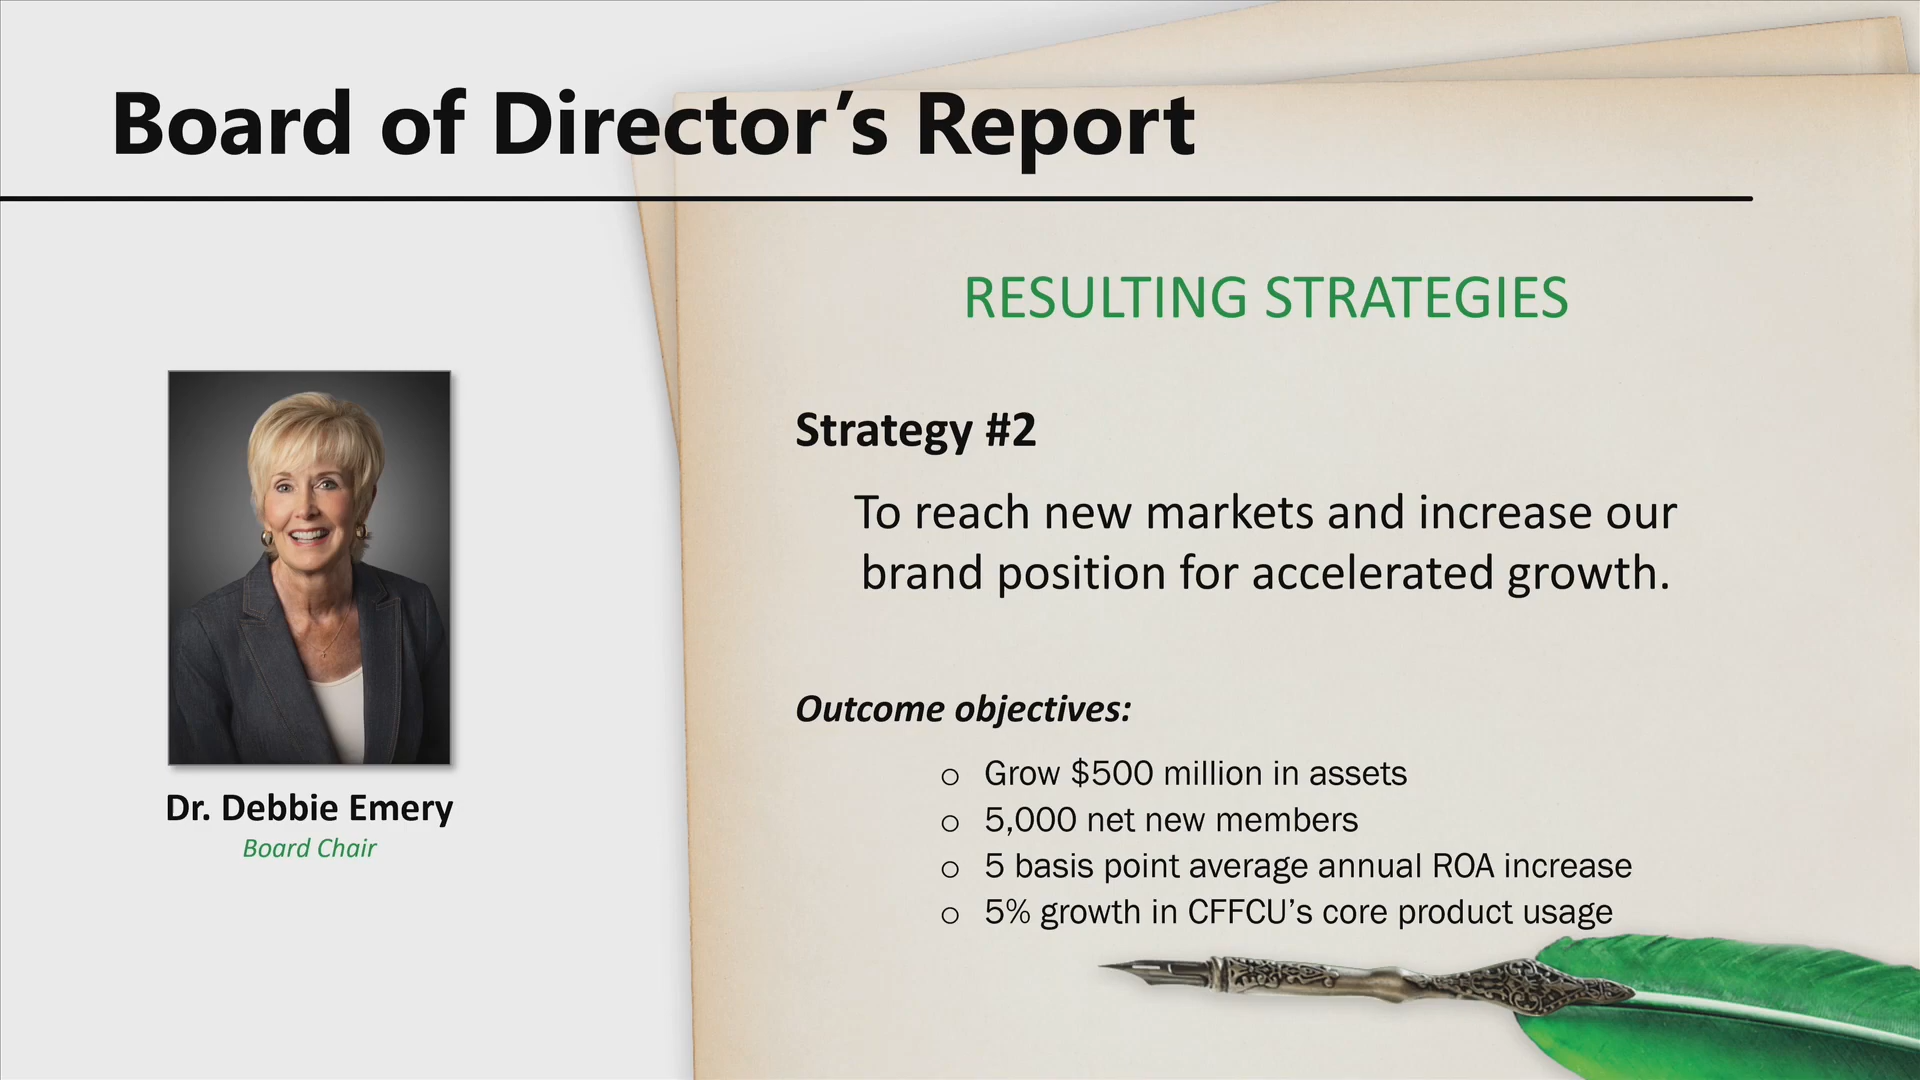 Board of Director’s Report
RESULTING STRATEGIES
Strategy #2
To reach new markets and increase our
brand position for accelerated growth.
Outcome objectives:
o Grow $500 million in assets
o 5,000 net new members
o 5 basis point average annual ROA increase
o 5% growth in CFFCU’s core product usage
Dr. Debbie Emery
Board Chair